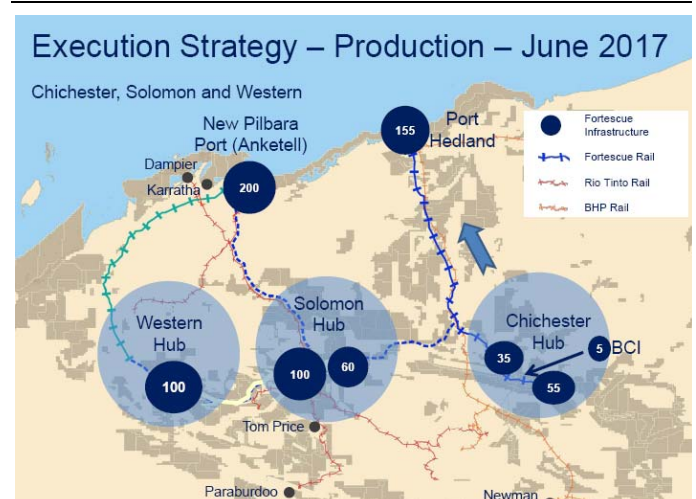 Execution Strategy – Production – June 2017
Chichester, Solomon and Western
New Pilbara
Port (Anketell)
Dampier
Karratha
200
155
Port
Hedland
Fortescue
Infrastructure
Fortescue Rail
Rio Tinto Rail
BHP Rail
Western
Hub
100
Solomon
Hub
100
60
Chichester
Hub
35
5
BCI
55
Tom Price
Paraburdoo
Newman